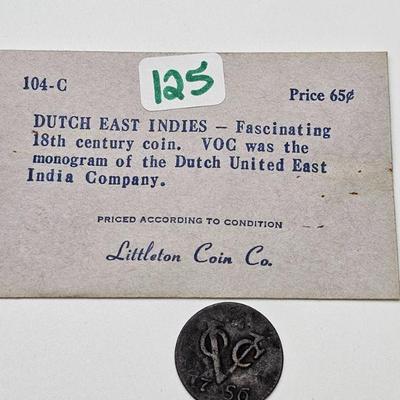 104-C
125
Price 65¢
DUTCH EAST INDIES — Fascinating
18th century coin. VOC was the
monogram of the Dutch United East
India Company.
PRICED ACCORDING TO CONDITION
Littleton Coin Co.
VOC